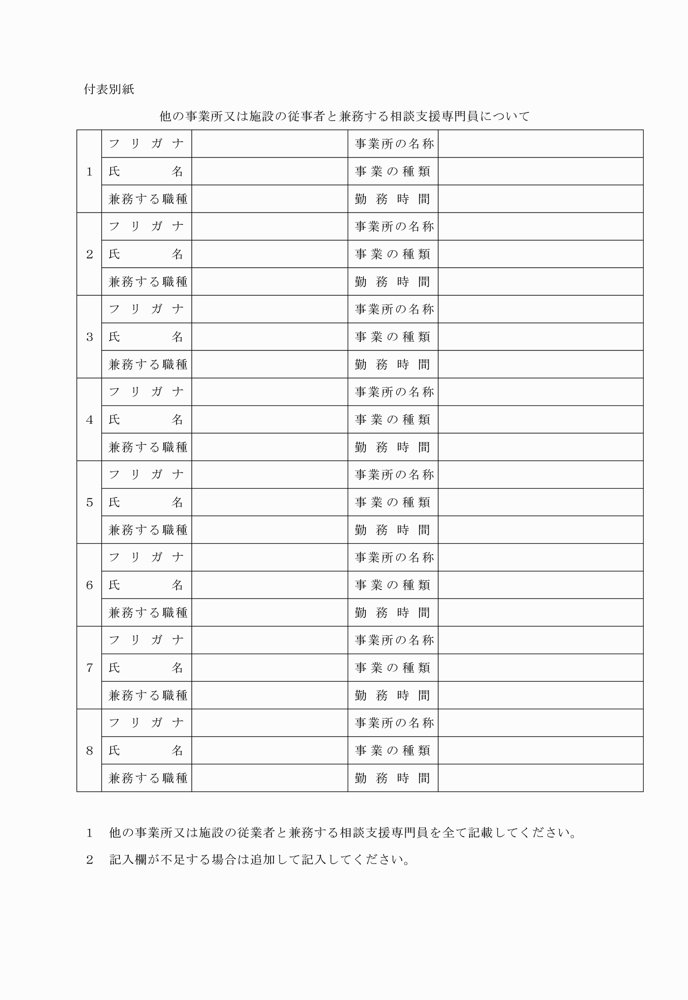 付表別紙
他の事業所又は施設の従事者と兼務する相談支援専門員について
フリガナ 事業所の名称
1 氏名 事業の種類
兼務する職種 勤務時間
フリガナ 事業所の名称
2 氏名 事業の種類
兼務する職種 勤務時間
フリガナ 事業所の名称
3 氏名 事業の種類
兼務する職種 勤務時間
フリガナ 事業所の名称
4 氏名 事業の種類
兼務する職種 勤務時間
フリガナ 事業所の名称
5 氏名 事業の種類
兼務する職種 勤務時間
フリガナ 事業所の名称
6 氏名 事業の種類
兼務する職種 勤務時間
フリガナ 事業所の名称
7 氏名 事業の種類
兼務する職種 勤務時間
フリガナ 事業所の名称
8 氏名 事業の種類
兼務する職種 勤務時間
1 他の事業所又は施設の従業者と兼務する相談支援専門員を全て記載してください。
2 記入欄が不足する場合は追加して記入してください。